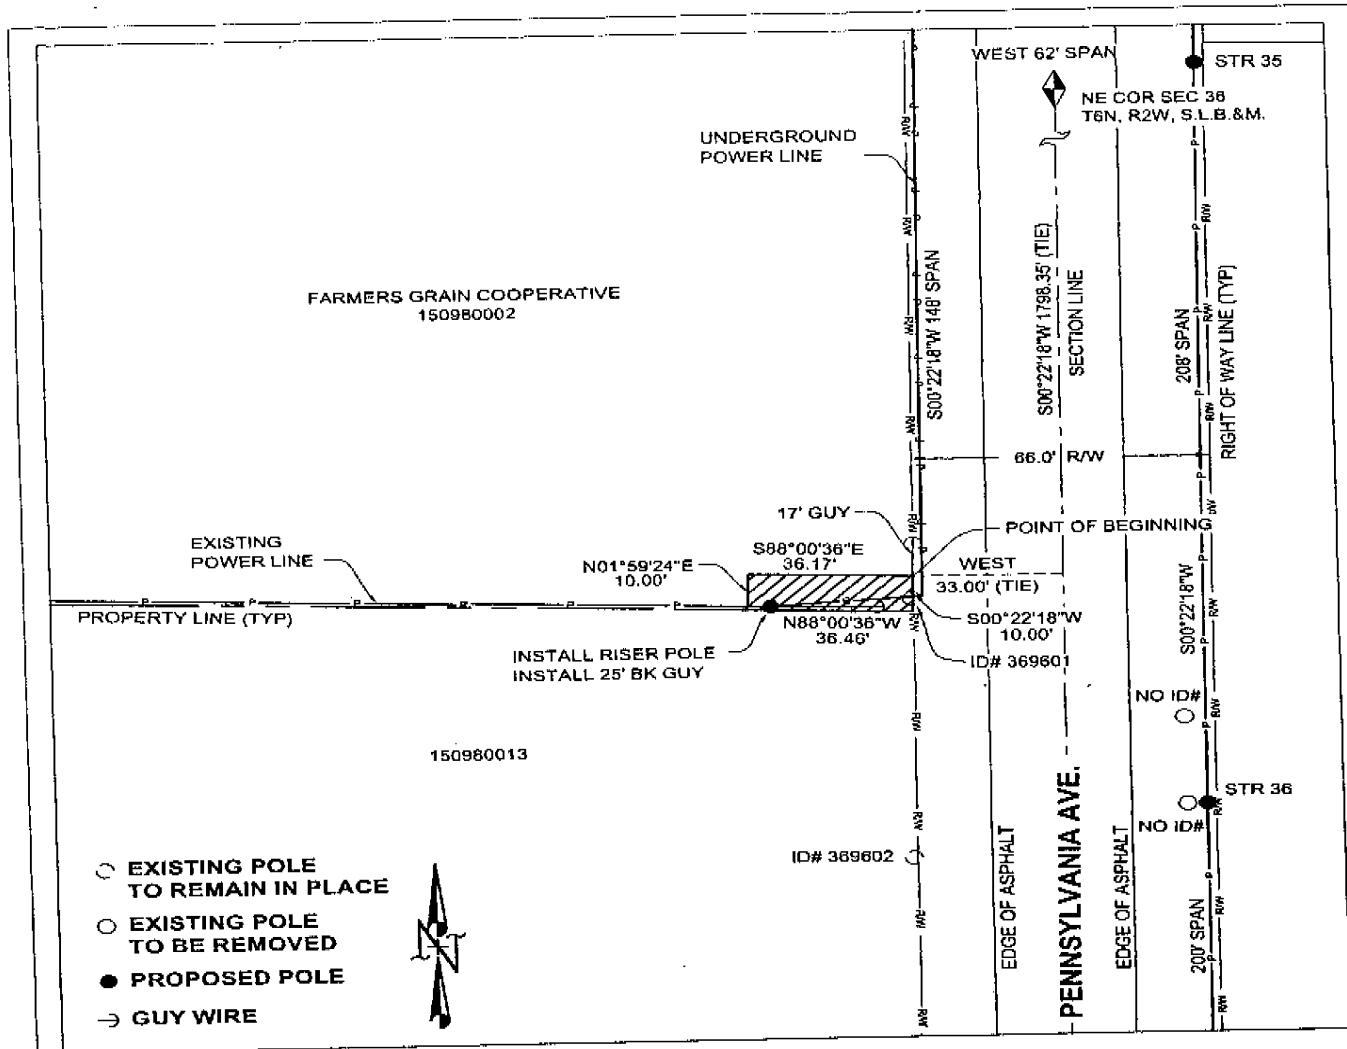 WEST 62' SPAN
STR 35
NE COR SEC 36
T6N, R2W, S.L.B.&M.
UNDERGROUND
POWER LINE
R/W
P
FARMERS GRAIN COOPERATIVE
150980002
S00°22'18"W 148' SPAN
S00°22'18"W 1798.35' (TIE)
SECTION LINE
208' SPAN
RIGHT OF WAY LINE (TYP)
66.0' R/W
17' GUY
POINT OF BEGINNING
EXISTING
POWER LINE
S88°00'36"E
36.17'
N01°59'24"E
10.00'
WEST
33.00' (TIE)
PROPERTY LINE (TYP)
N88°00'36"W
36.46'
S00°22'18"W
10.00'
S00°22'18"W
INSTALL RISER POLE
INSTALL 25' BK GUY
ID# 369601
NO ID#
150980013
STR 36
NO ID#
ID# 369602
EDGE OF ASPHALT
PENNSYLVANIA AVE.
EDGE OF ASPHALT
200' SPAN
EXISTING POLE
TO REMAIN IN PLACE
EXISTING POLE
TO BE REMOVED
PROPOSED POLE
GUY WIRE